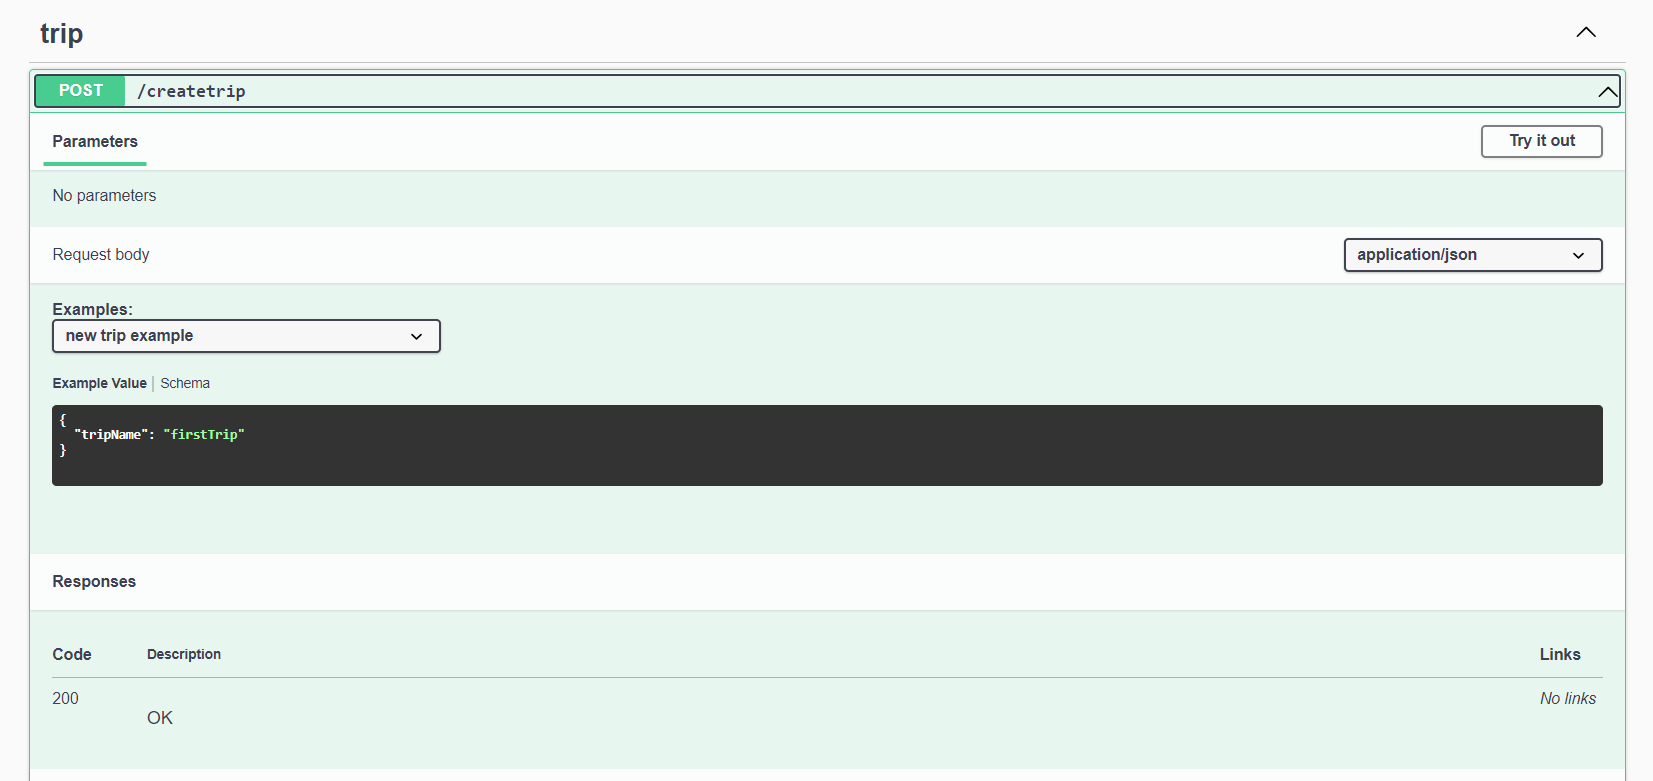 trip
POST /createtrip
Parameters
Try it out
No parameters
Request body
application/json
Examples:
new trip example
Example Value | Schema
{
"tripName": "firstTrip"
}
Responses
Code Description Links
200 No links
OK